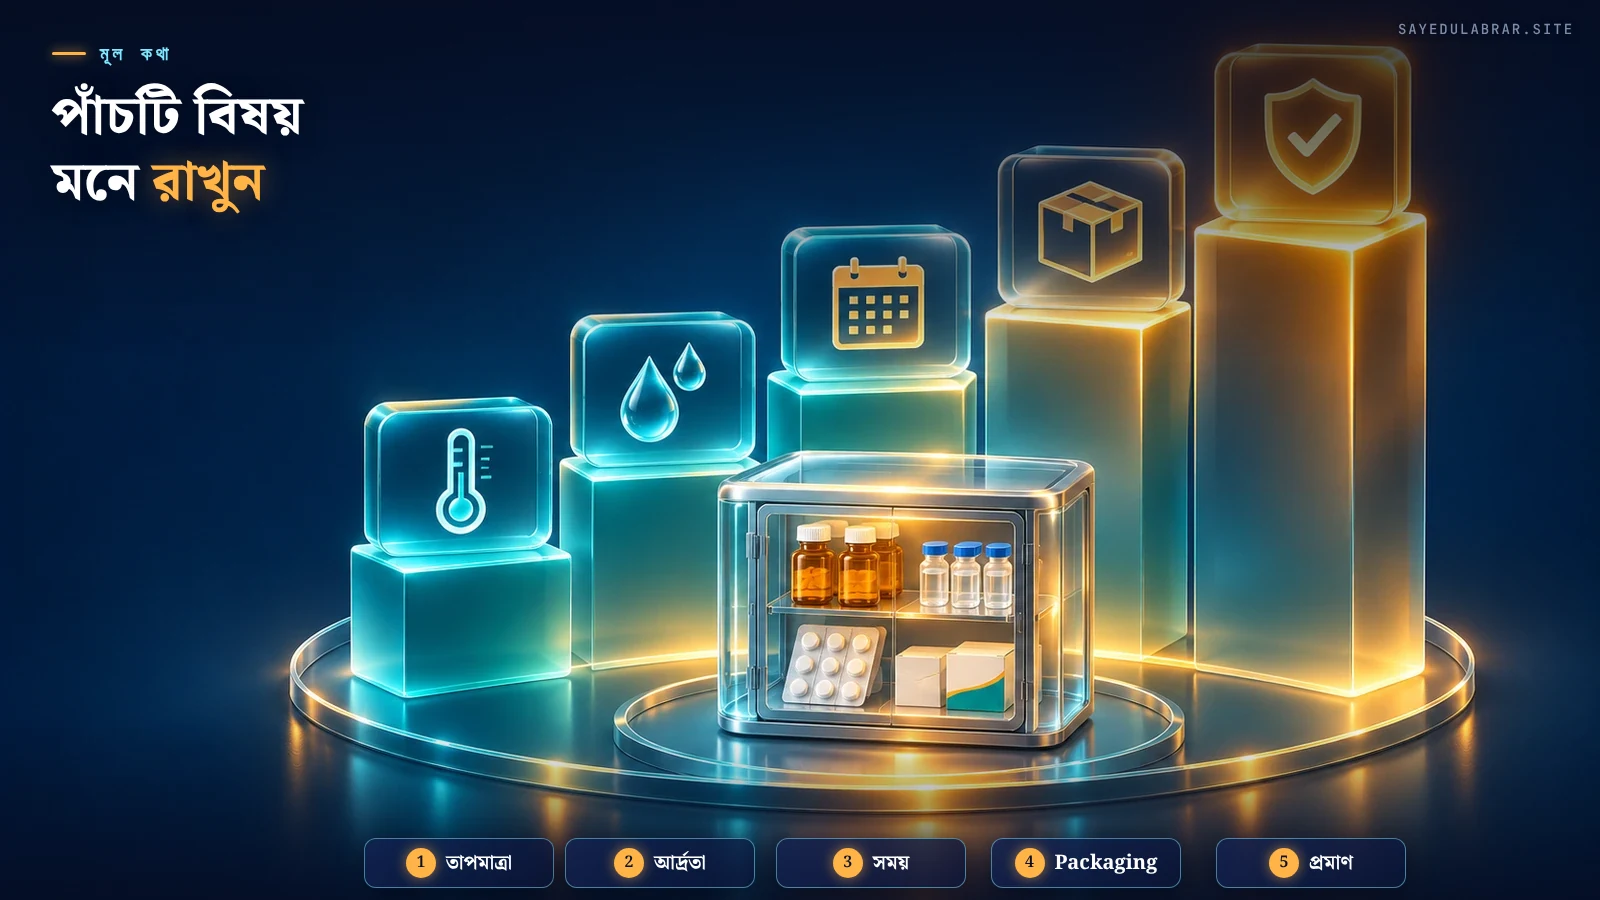 SAYEDULABRAR.SITE
মূল কথা
পাঁচটি বিষয়
মনে রাখুন
1 তাপমাত্রা
2 আর্দ্রতা
3 সময়
4 Packaging
5 প্রমাণ